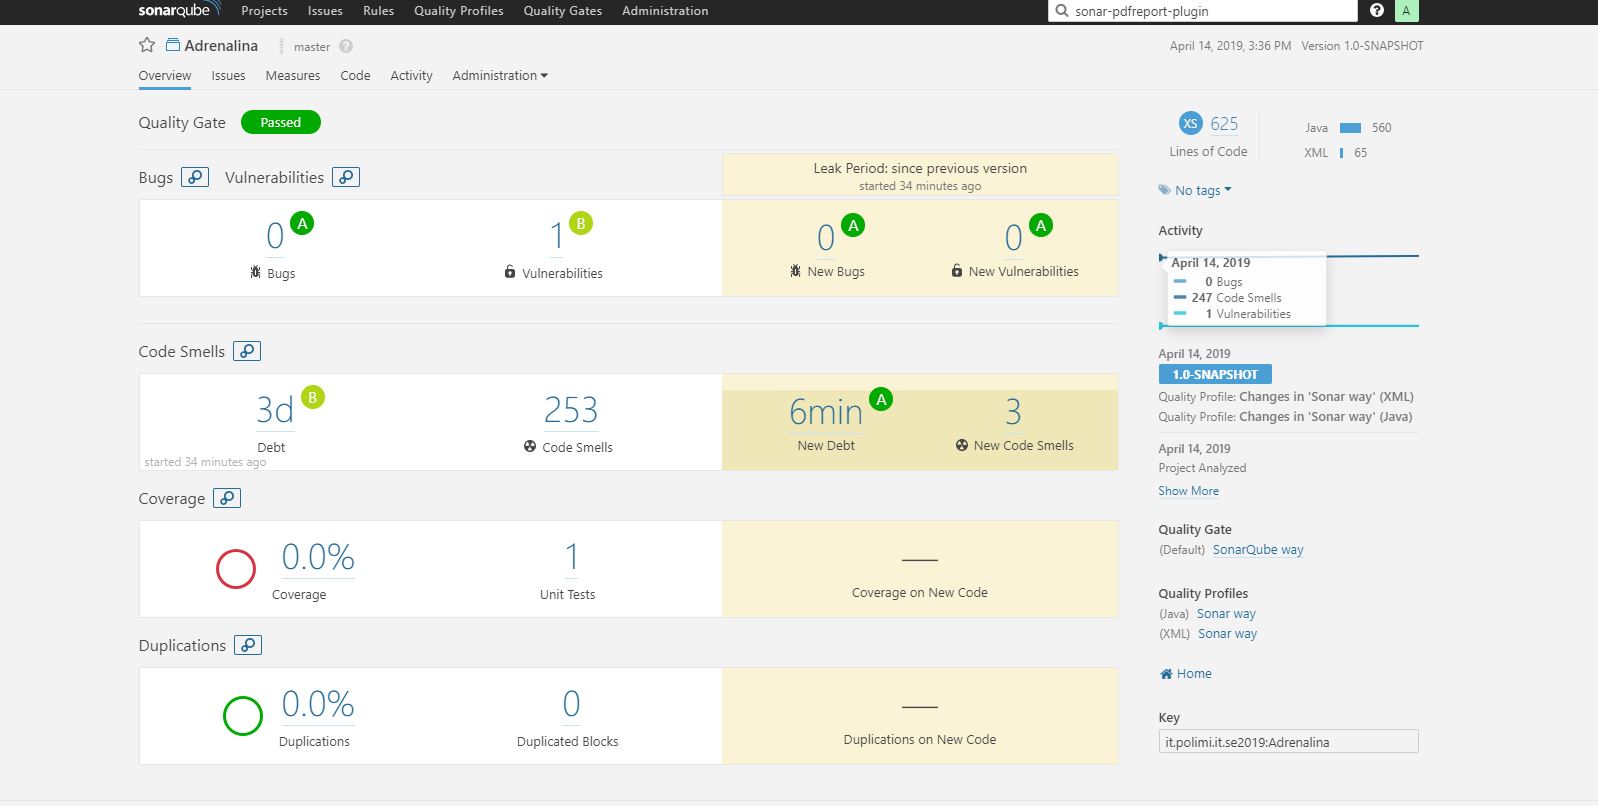 sonarqube Projects Issues Rules Quality Profiles Quality Gates Administration sonar-pdfreport-plugin ? A
Adrenalina master ? April 14, 2019, 3:36 PM Version 1.0-SNAPSHOT
Overview Issues Measures Code Activity Administration
Quality Gate Passed
Bugs Vulnerabilities
Leak Period: since previous version
started 34 minutes ago
0 A 1 B 0 A 0 A
Bugs Vulnerabilities New Bugs New Vulnerabilities
Code Smells
3d B 253 6min A 3
Debt Code Smells New Debt New Code Smells
started 34 minutes ago
Coverage
0.0% 1 —
Coverage Unit Tests Coverage on New Code
Duplications
0.0% 0 —
Duplications Duplicated Blocks Duplications on New Code
XS 625
Lines of Code
Java 560
XML 65
No tags
Activity
April 14, 2019
0 Bugs
247 Code Smells
1 Vulnerabilities
April 14, 2019
1.0-SNAPSHOT
Quality Profile: Changes in 'Sonar way' (XML)
Quality Profile: Changes in 'Sonar way' (Java)
April 14, 2019
Project Analyzed
Show More
Quality Gate
(Default) SonarQube way
Quality Profiles
(Java) Sonar way
(XML) Sonar way
Home
Key
it.polimi.it.se2019:Adrenalina